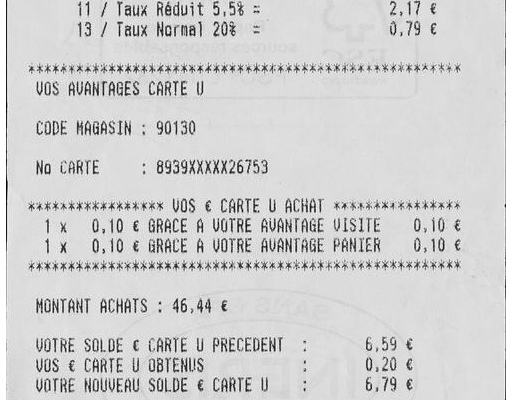 11 / Taux Réduit 5,5% = 2,17 €
13 / Taux Normal 20% = 0,79 €
******************************************************
VOS AVANTAGES CARTE U
CODE MAGASIN : 90130
No CARTE : 8939XXXXX26753
***************** VOS € CARTE U ACHAT ****************
1 x 0,10 € GRACE A VOTRE AVANTAGE VISITE 0,10 €
1 x 0,10 € GRACE A VOTRE AVANTAGE PANIER 0,10 €
******************************************************
MONTANT ACHATS : 46,44 €
VOTRE SOLDE € CARTE U PRECEDENT : 6,59 €
VOS € CARTE U OBTENUS : 0,20 €
VOTRE NOUVEAU SOLDE € CARTE U : 6,79 €